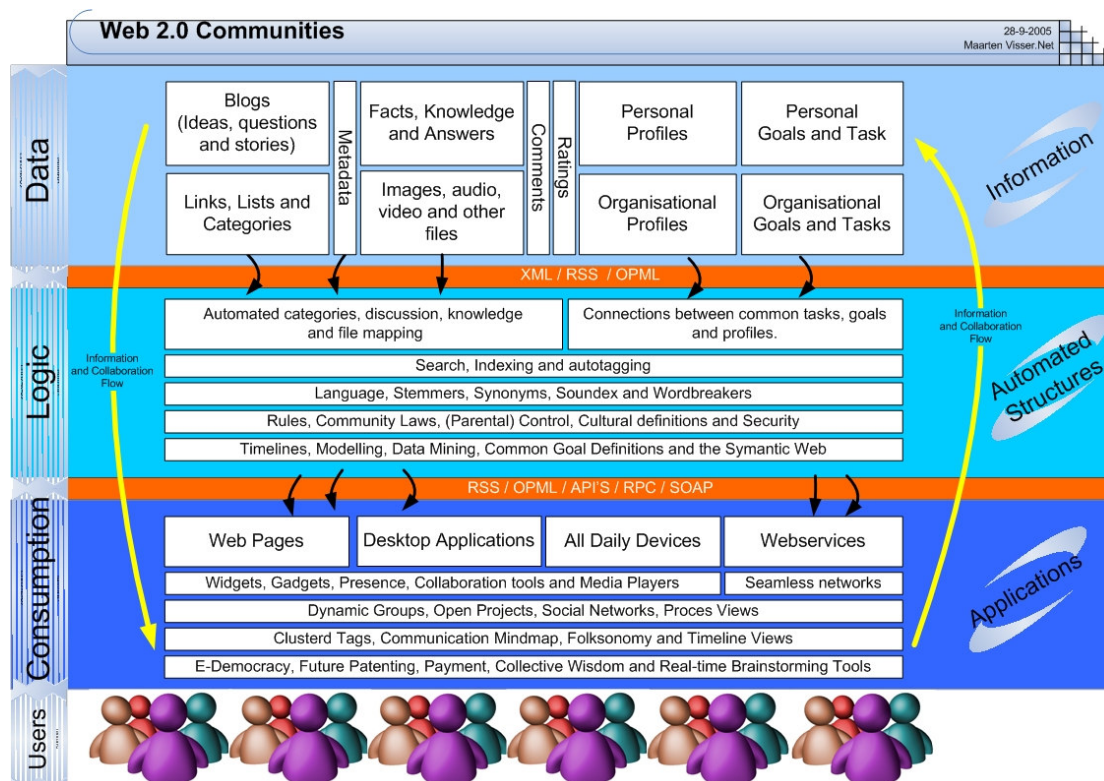 Web 2.0 Communities
28-9-2005
Maarten Visser.Net
Data
Blogs
(Ideas, questions
and stories)
Metadata
Facts, Knowledge
and Answers
Comments
Ratings
Personal
Profiles
Personal
Goals and Task
Information
Links, Lists and
Categories
Images, audio,
video and other
files
Organisational
Profiles
Organisational
Goals and Tasks
XML / RSS / OPML
Logic
Information
and Collaboration
Flow
Automated categories, discussion, knowledge
and file mapping
Connections between common tasks, goals
and profiles.
Information
and Collaboration
Flow
Automated
Structures
Search, Indexing and autotagging
Language, Stemmers, Synonyms, Soundex and Wordbreakers
Rules, Community Laws, (Parental) Control, Cultural definitions and Security
Timelines, Modelling, Data Mining, Common Goal Definitions and the Symantic Web
RSS / OPML / API'S / RPC / SOAP
Consumption
Web Pages
Desktop Applications
All Daily Devices
Webservices
Applications
Widgets, Gadgets, Presence, Collaboration tools and Media Players
Seamless networks
Dynamic Groups, Open Projects, Social Networks, Proces Views
Clusterd Tags, Communication Mindmap, Folksonomy and Timeline Views
E-Democracy, Future Patenting, Payment, Collective Wisdom and Real-time Brainstorming Tools
Users